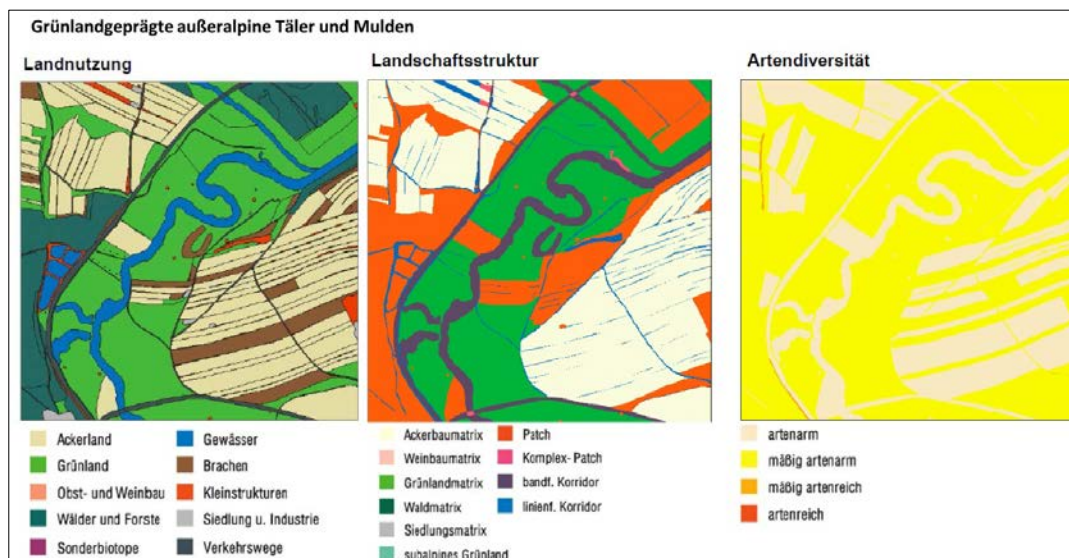 Grünlandgeprägte außeralpine Täler und Mulden
Landnutzung
Ackerland
Grünland
Obst- und Weinbau
Wälder und Forste
Sonderbiotope
Gewässer
Brachen
Kleinstrukturen
Siedlung u. Industrie
Verkehrswege
Landschaftsstruktur
Ackerbaumatrix
Weinbaumatrix
Grünlandmatrix
Waldmatrix
Siedlungsmatrix
subalpines Grünland
Patch
Komplex- Patch
bandf. Korridor
linienf. Korridor
Artendiversität
artenarm
mäßig artenarm
mäßig artenreich
artenreich